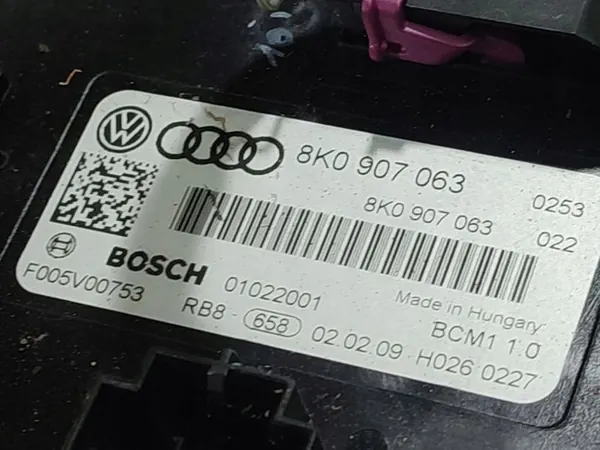 8K0 907 063 0253
8K0 907 063 022
BOSCH 01022001 Made in Hungary
F005V00753 RB8 - 658 02.02.09 BCM1 1.0
H026 0227